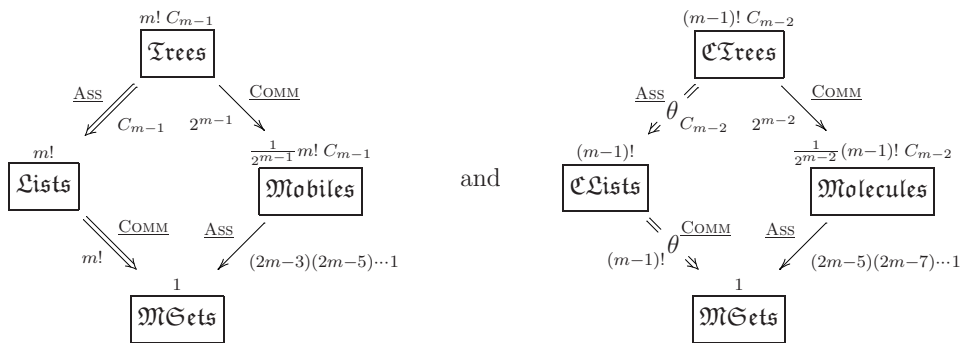 m! C_{m−1}
(m−1)! C_{m−2}
𝔗rees
ℭTrees
Ass
Comm
Ass
θ
Comm
C_{m−1}
2^{m−1}
C_{m−2}
2^{m−2}
m!
\frac{1}{2^{m−1}} m! C_{m−1}
(m−1)!
\frac{1}{2^{m−2}} (m−1)! C_{m−2}
Lists
Mobiles
and
CLists
Molecules
Comm
Ass
θ
Comm
Ass
m!
(2m−3)(2m−5)⋯1
(m−1)!
(2m−5)(2m−7)⋯1
1
1
MSets
MSets